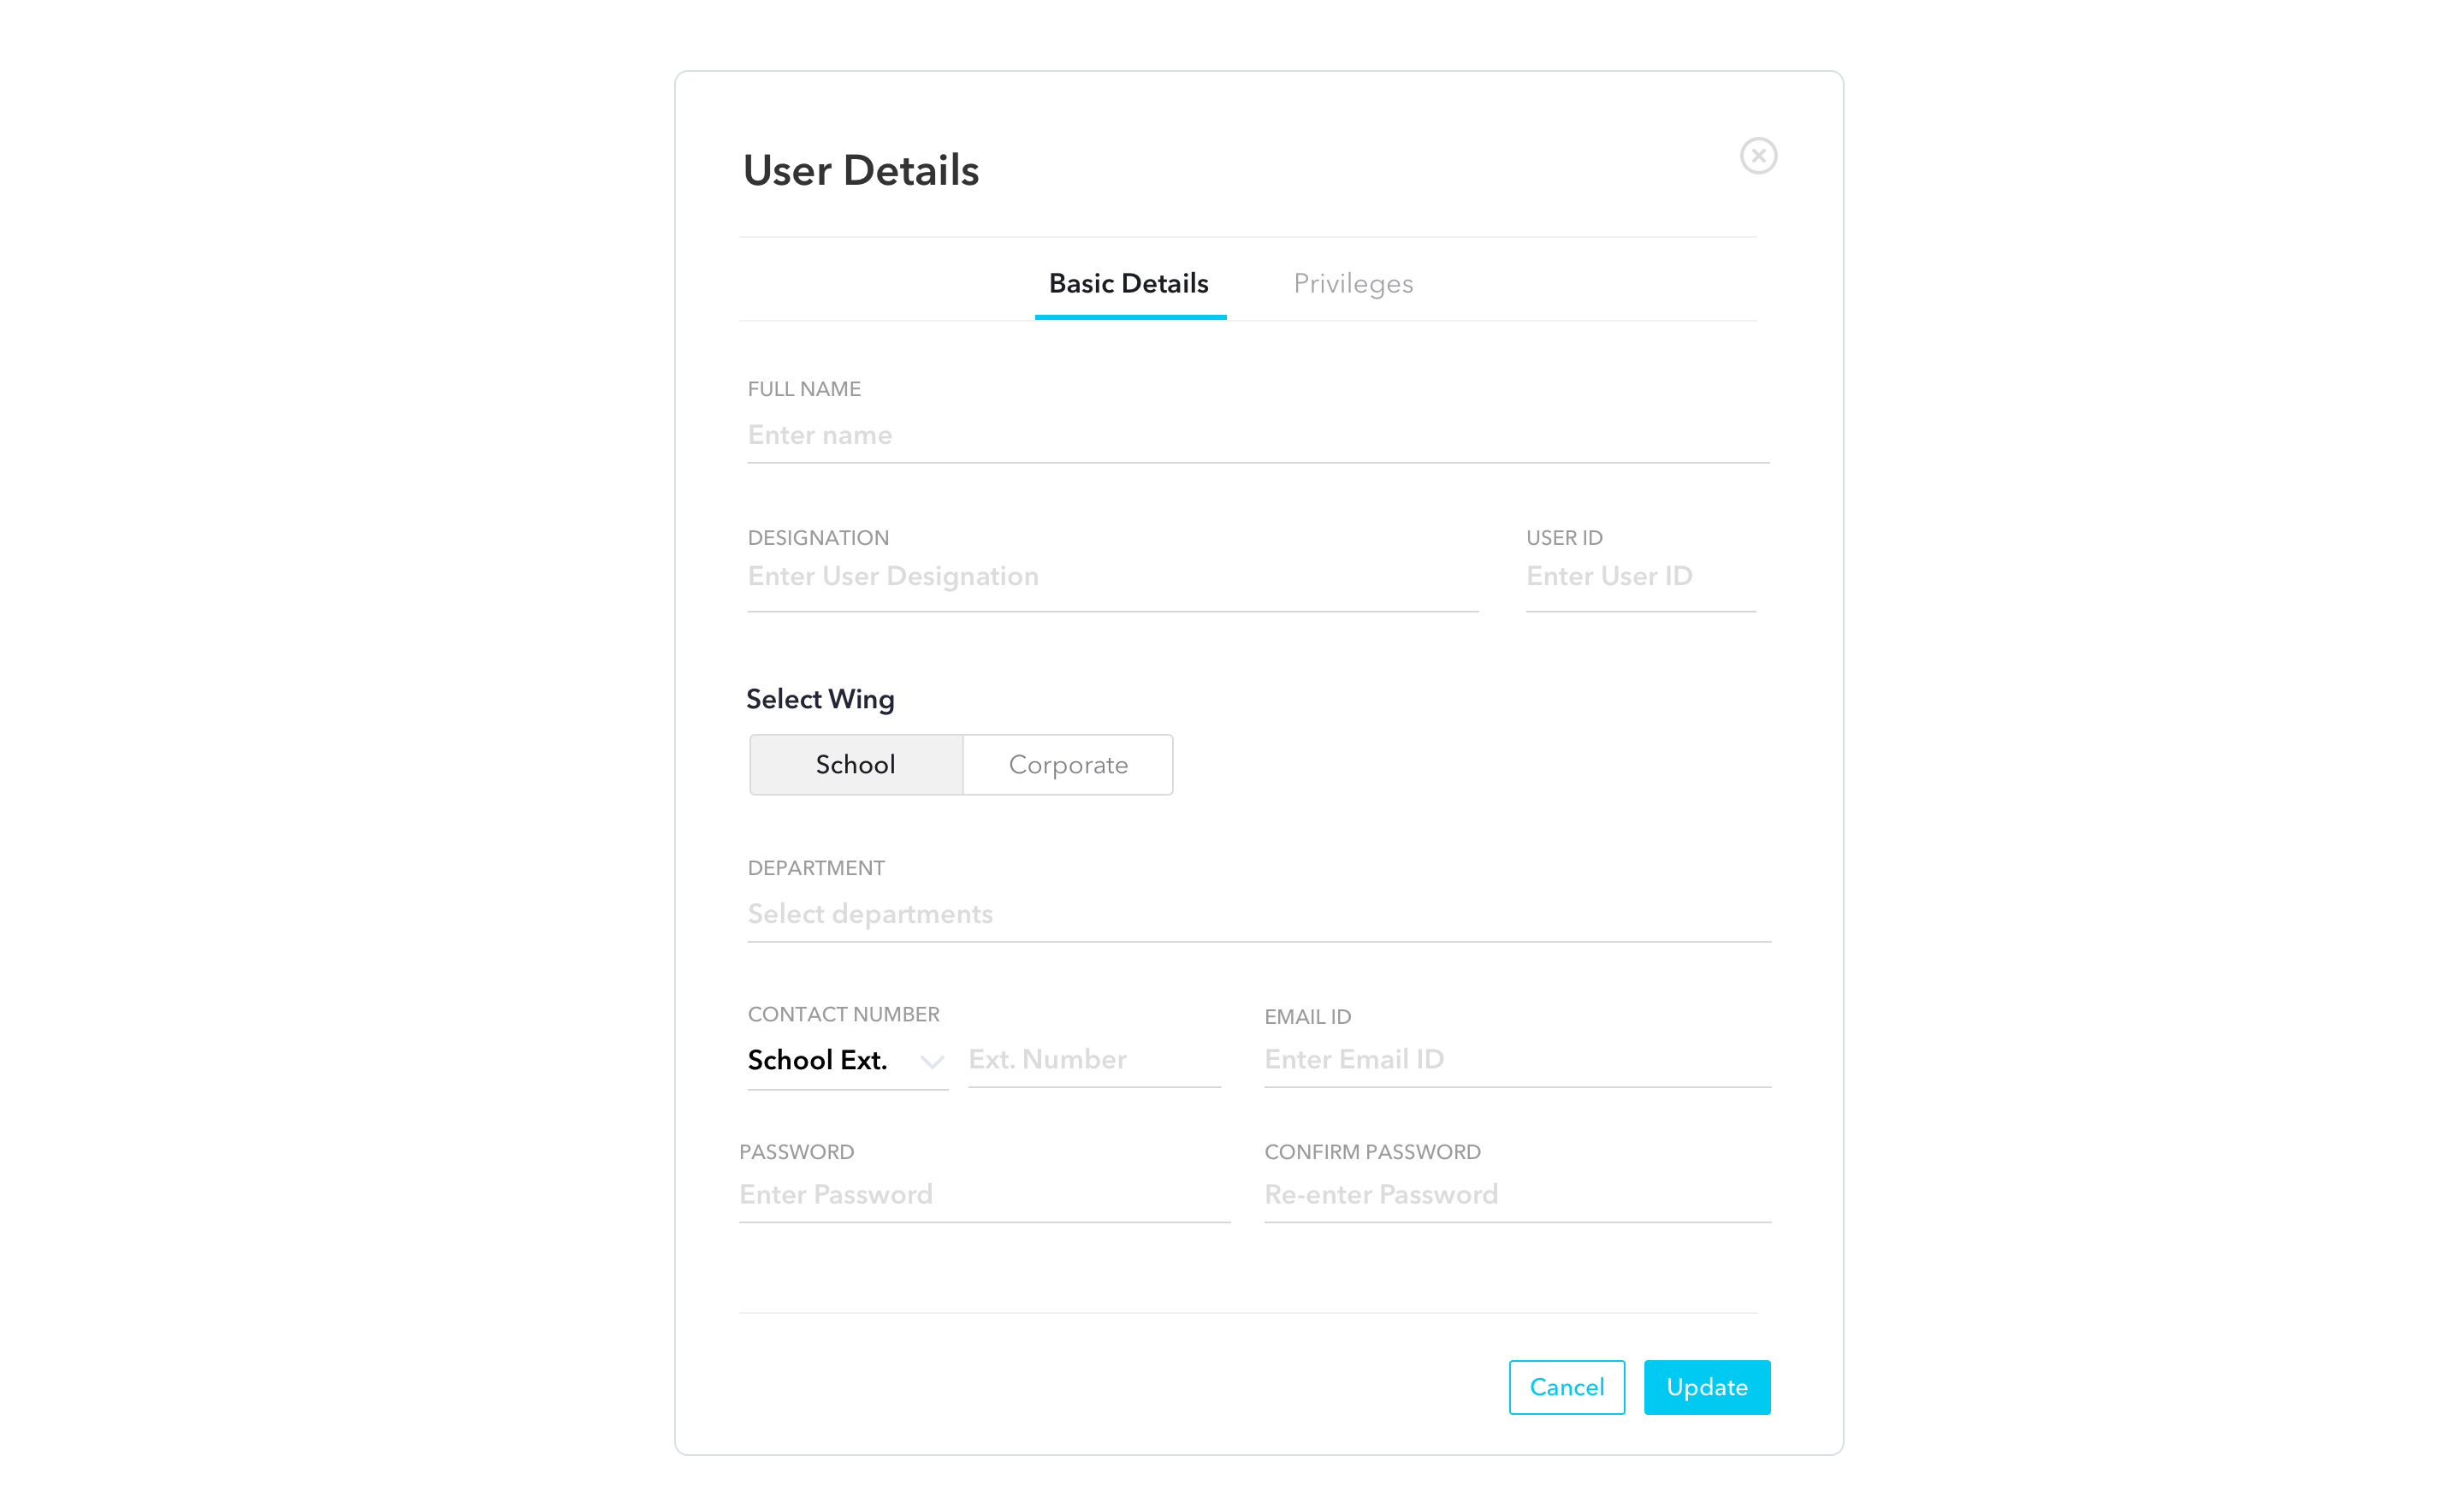 User Details
Basic Details Privileges
FULL NAME
Enter name
DESIGNATION USER ID
Enter User Designation Enter User ID
Select Wing
School Corporate
DEPARTMENT
Select departments
CONTACT NUMBER EMAIL ID
School Ext. Ext. Number Enter Email ID
PASSWORD CONFIRM PASSWORD
Enter Password Re-enter Password
Cancel Update